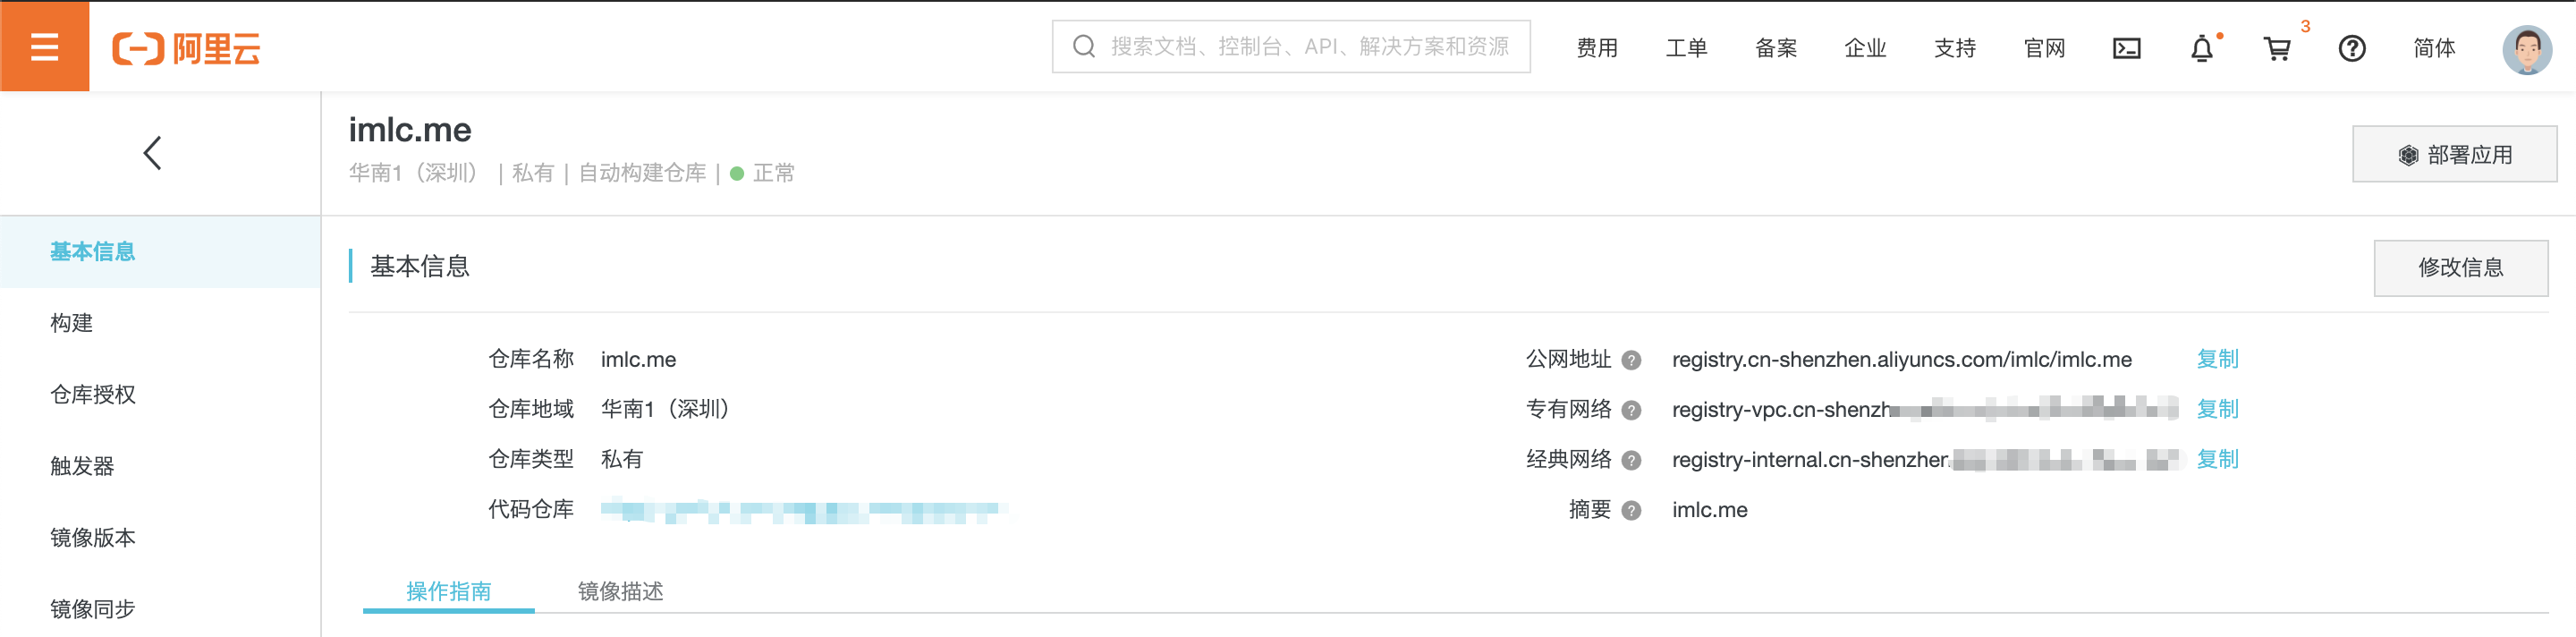 阿里云
搜索文档、控制台、API、解决方案和资源
费用 工单 备案 企业 支持 官网 3 简体
imlc.me
华南1（深圳） | 私有 | 自动构建仓库 | 正常
部署应用
基本信息
构建
仓库授权
触发器
镜像版本
镜像同步
基本信息
修改信息
仓库名称 imlc.me
仓库地域 华南1（深圳）
仓库类型 私有
代码仓库
公网地址 ? registry.cn-shenzhen.aliyuncs.com/imlc/imlc.me 复制
专有网络 ? registry-vpc.cn-shenzh 复制
经典网络 ? registry-internal.cn-shenzhen 复制
摘要 ? imlc.me
操作指南 镜像描述